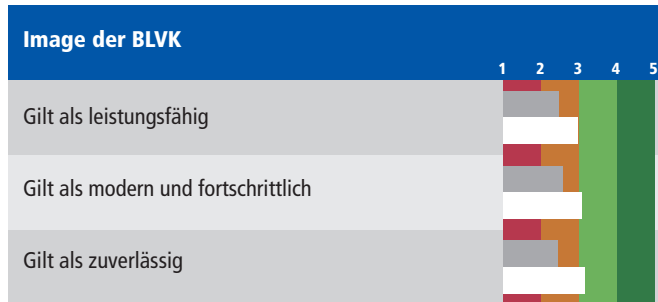 Image der BLVK
1 2 3 4 5
Gilt als leistungsfähig
Gilt als modern und fortschrittlich
Gilt als zuverlässig